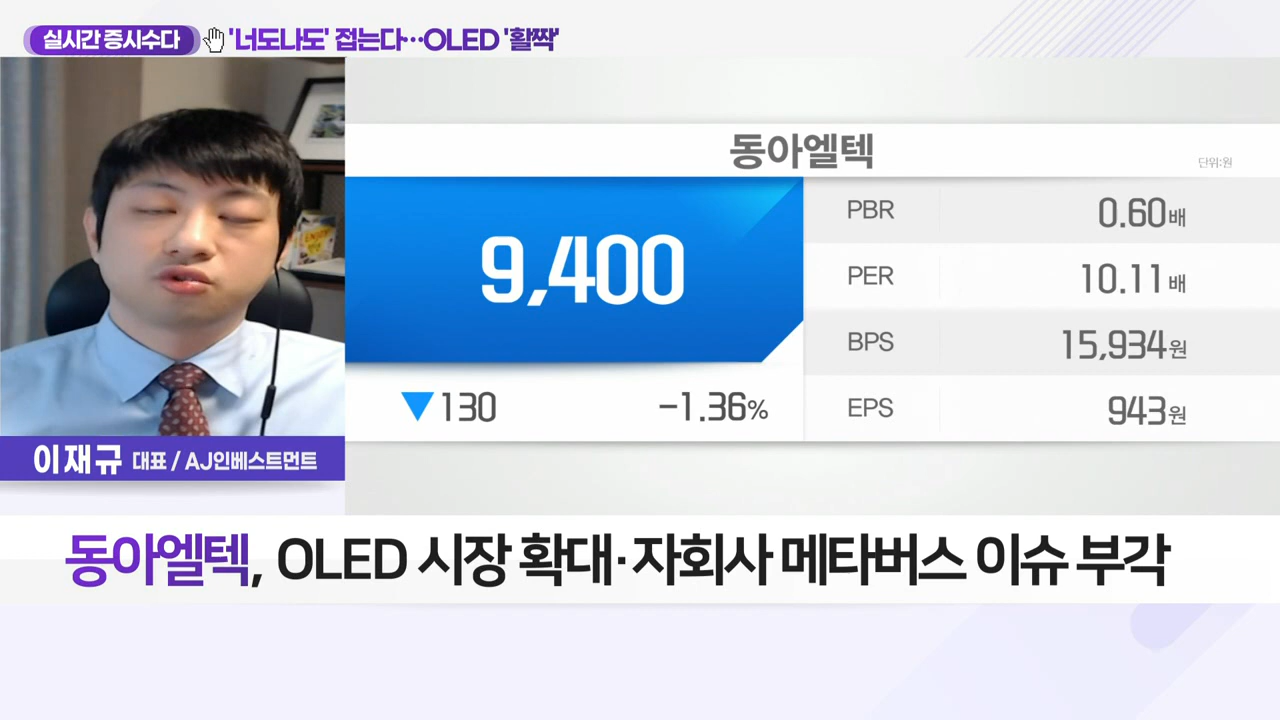 실시간 증시수다
'너도나도' 접는다…OLED '활짝'
동아엘텍
단위:원
9,400
▼130 -1.36%
PBR 0.60배
PER 10.11배
BPS 15,934원
EPS 943원
이재규 대표 / AJ인베스트먼트
동아엘텍, OLED 시장 확대·자회사 메타버스 이슈 부각